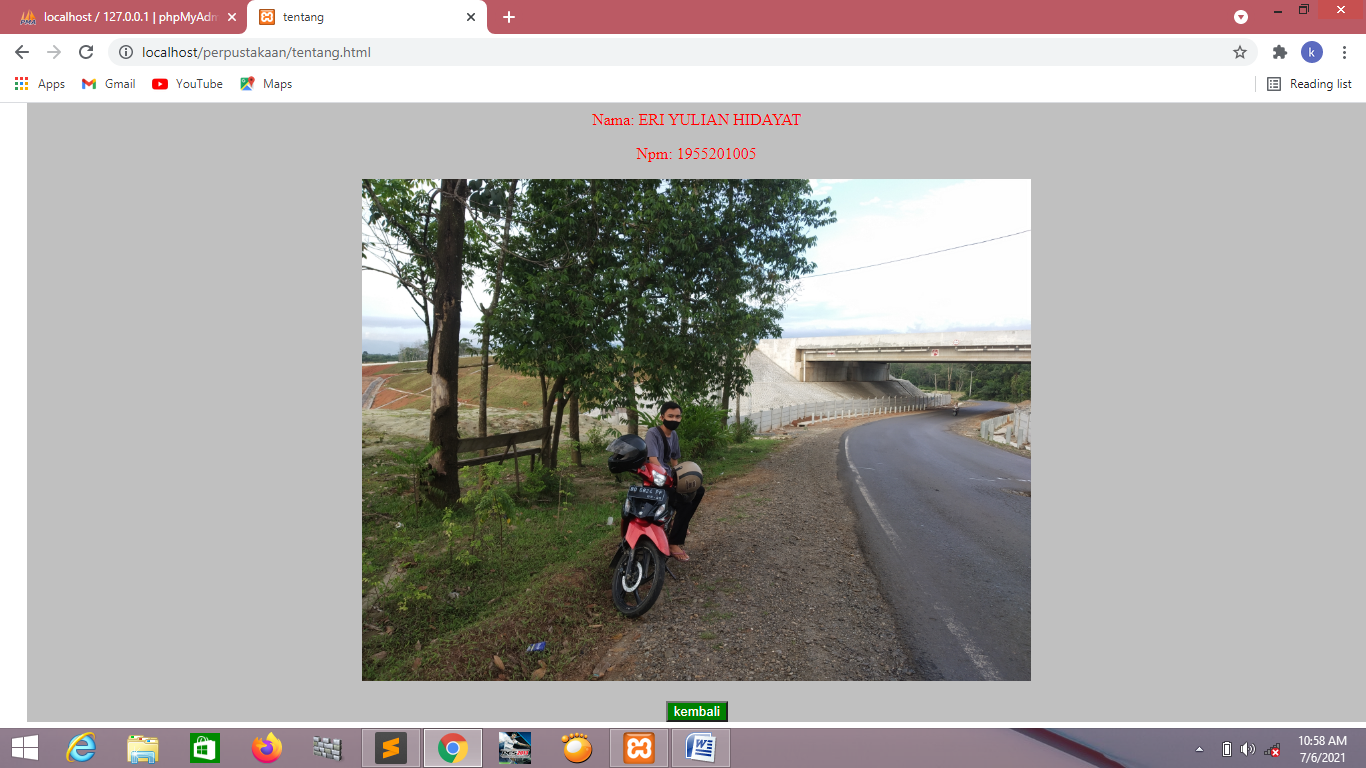 localhost / 127.0.0.1 | phpMyAdm
tentang
localhost/perpustakaan/tentang.html
k
Apps
Gmail
YouTube
Maps
Reading list
Nama: ERI YULIAN HIDAYAT
Npm: 1955201005
kembali
10:58 AM
7/6/2021